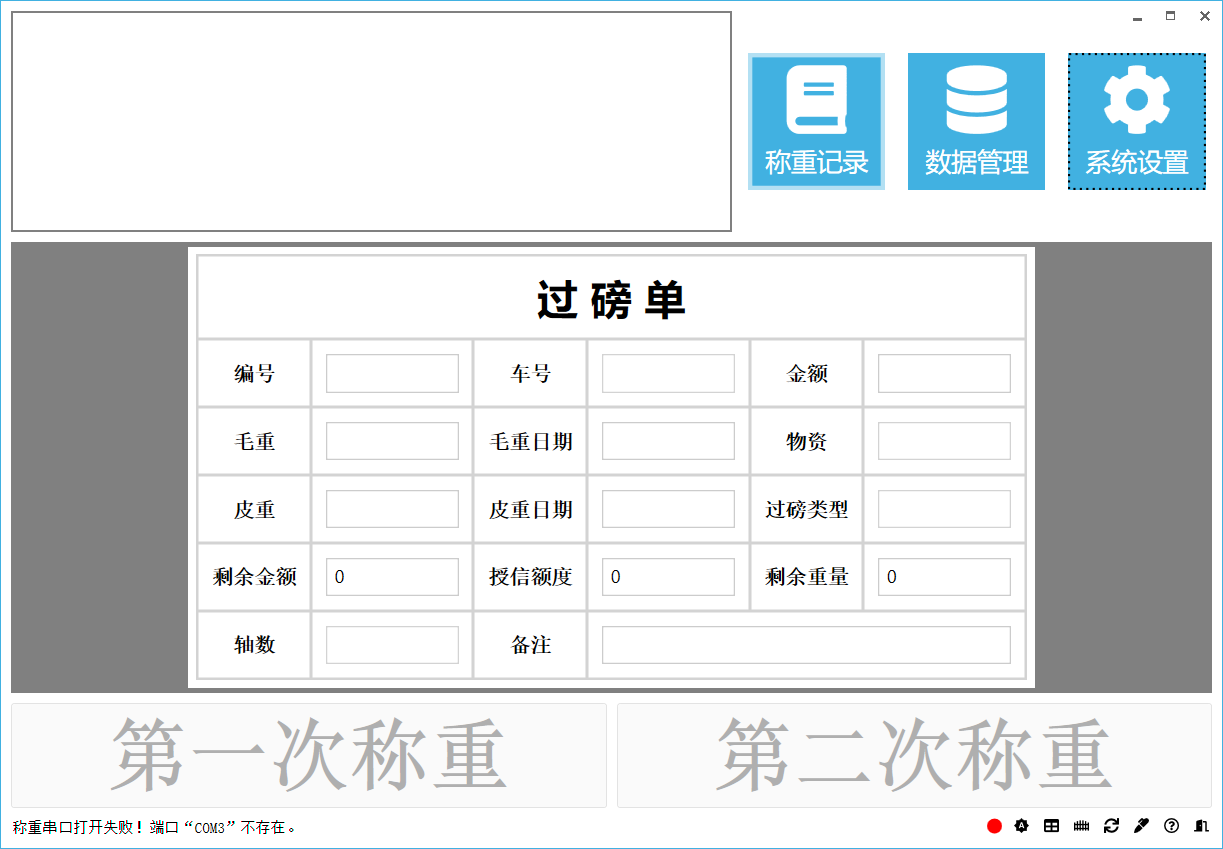 称重记录 数据管理 系统设置
过磅单
编号 车号 金额
毛重 毛重日期 物资
皮重 皮重日期 过磅类型
剩余金额 0 授信额度 0 剩余重量 0
轴数 备注
第一次称重 第二次称重
称重串口打开失败！端口“COM3”不存在。